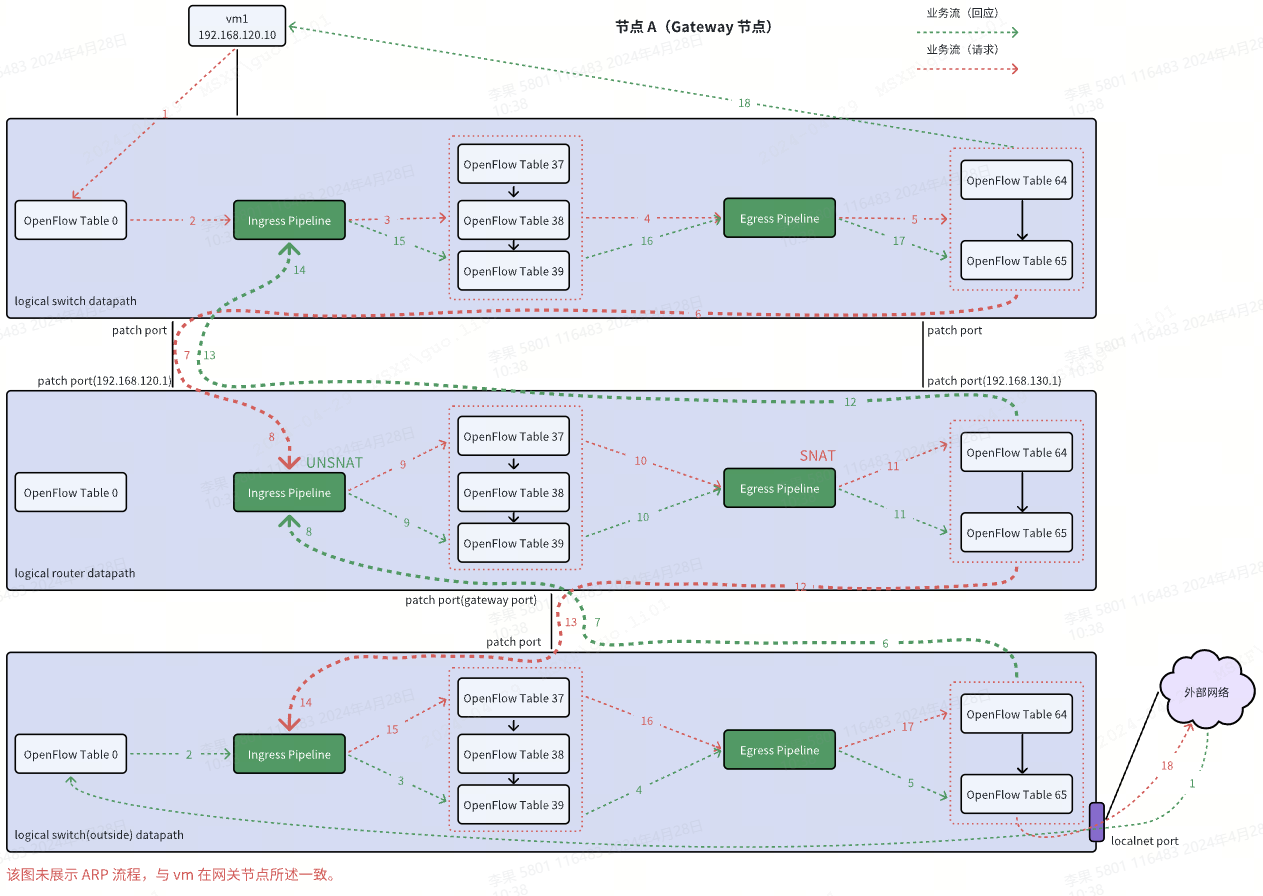 vm1
192.168.120.10
节点 A（Gateway 节点）
业务流（回应）
业务流（请求）
18
1
OpenFlow Table 37
OpenFlow Table 64
OpenFlow Table 0
2
Ingress Pipeline
3
OpenFlow Table 38
4
Egress Pipeline
5
15
16
17
OpenFlow Table 39
OpenFlow Table 65
14
logical switch datapath
6
patch port
patch port
7
13
patch port(192.168.120.1)
patch port(192.168.130.1)
12
8
OpenFlow Table 37
OpenFlow Table 64
UNSNAT
9
10
SNAT
11
OpenFlow Table 0
Ingress Pipeline
OpenFlow Table 38
Egress Pipeline
8
9
10
11
OpenFlow Table 39
OpenFlow Table 65
logical router datapath
12
patch port(gateway port)
13
7
patch port
6
14
OpenFlow Table 37
OpenFlow Table 64
外部网络
15
16
17
OpenFlow Table 0
2
Ingress Pipeline
OpenFlow Table 38
Egress Pipeline
18
3
4
5
1
OpenFlow Table 39
OpenFlow Table 65
logical switch(outside) datapath
localnet port
该图未展示 ARP 流程，与 vm 在网关节点所述一致。
李果 5801 116483 2024年4月28日
10:38